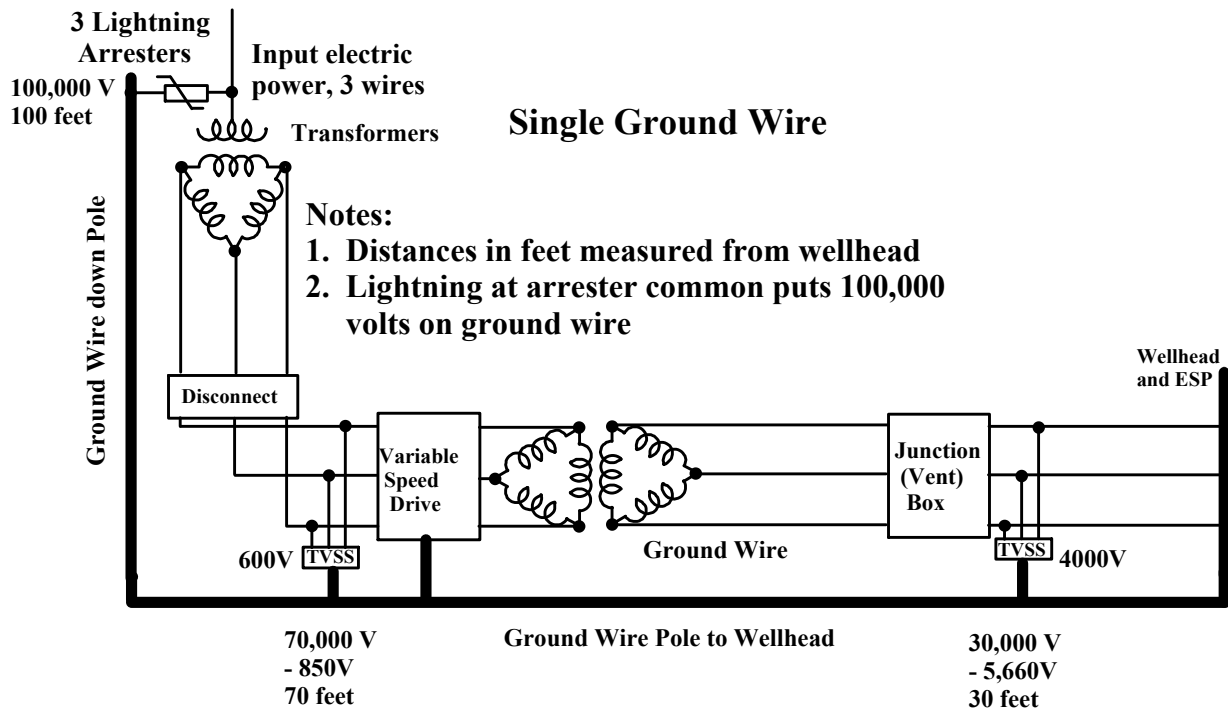 3 Lightning
Arresters
Input electric
power, 3 wires
100,000 V
100 feet
Transformers
Single Ground Wire
Notes:
1. Distances in feet measured from wellhead
2. Lightning at arrester common puts 100,000
volts on ground wire
Ground Wire down Pole
Disconnect
Wellhead
and ESP
Variable
Speed
Drive
Junction
(Vent)
Box
600V
TVSS
Ground Wire
TVSS
4000V
70,000 V
- 850V
70 feet
Ground Wire Pole to Wellhead
30,000 V
- 5,660V
30 feet